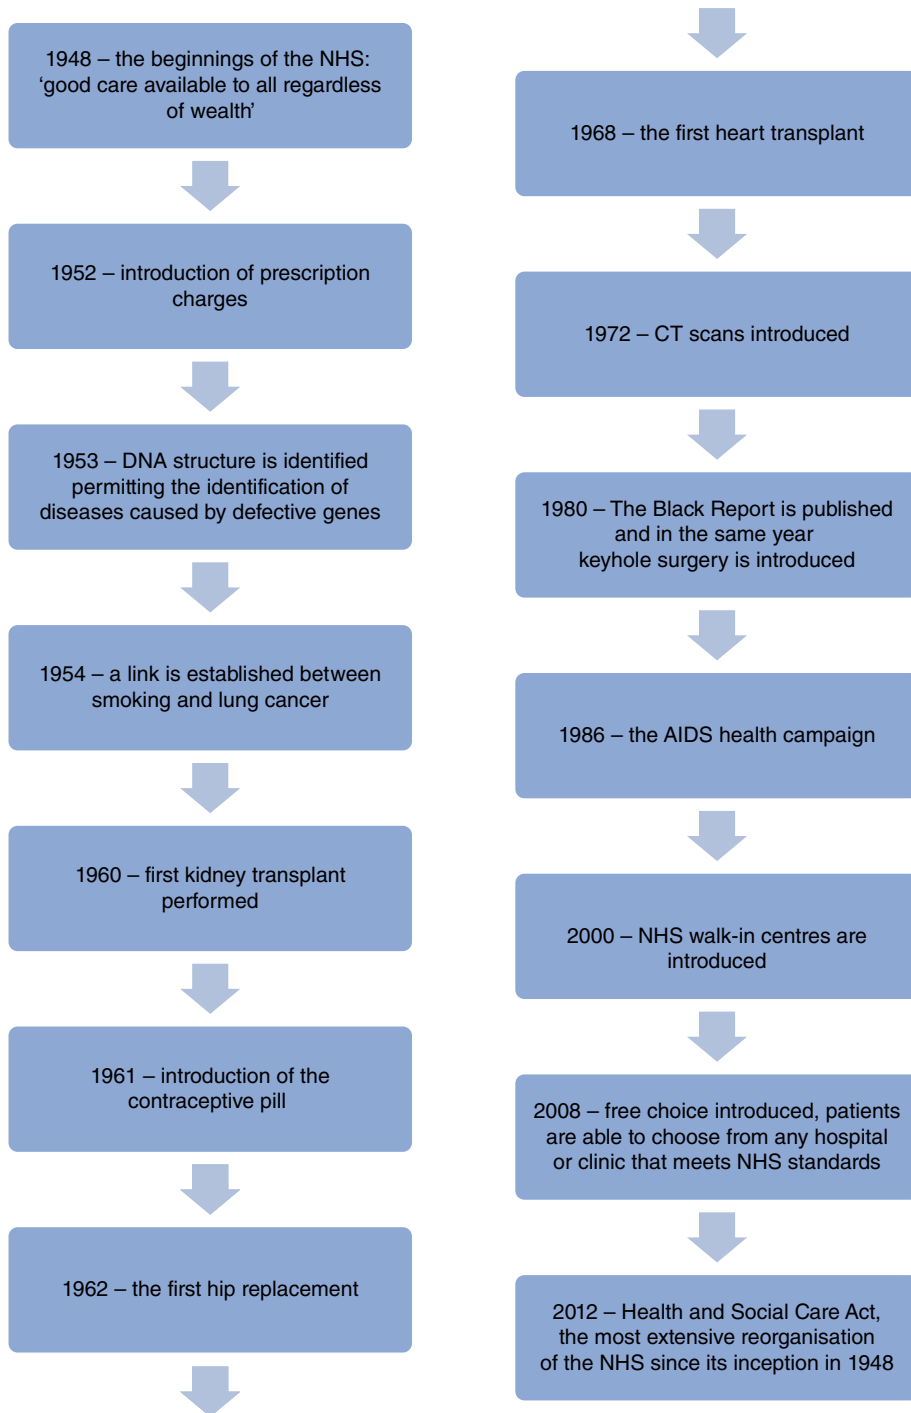 1948 – the beginnings of the NHS:
‘good care available to all regardless
of wealth’
1952 – introduction of prescription
charges
1953 – DNA structure is identified
permitting the identification of
diseases caused by defective genes
1954 – a link is established between
smoking and lung cancer
1960 – first kidney transplant
performed
1961 – introduction of the
contraceptive pill
1962 – the first hip replacement
1968 – the first heart transplant
1972 – CT scans introduced
1980 – The Black Report is published
and in the same year
keyhole surgery is introduced
1986 – the AIDS health campaign
2000 – NHS walk-in centres are
introduced
2008 – free choice introduced, patients
are able to choose from any hospital
or clinic that meets NHS standards
2012 – Health and Social Care Act,
the most extensive reorganisation
of the NHS since its inception in 1948